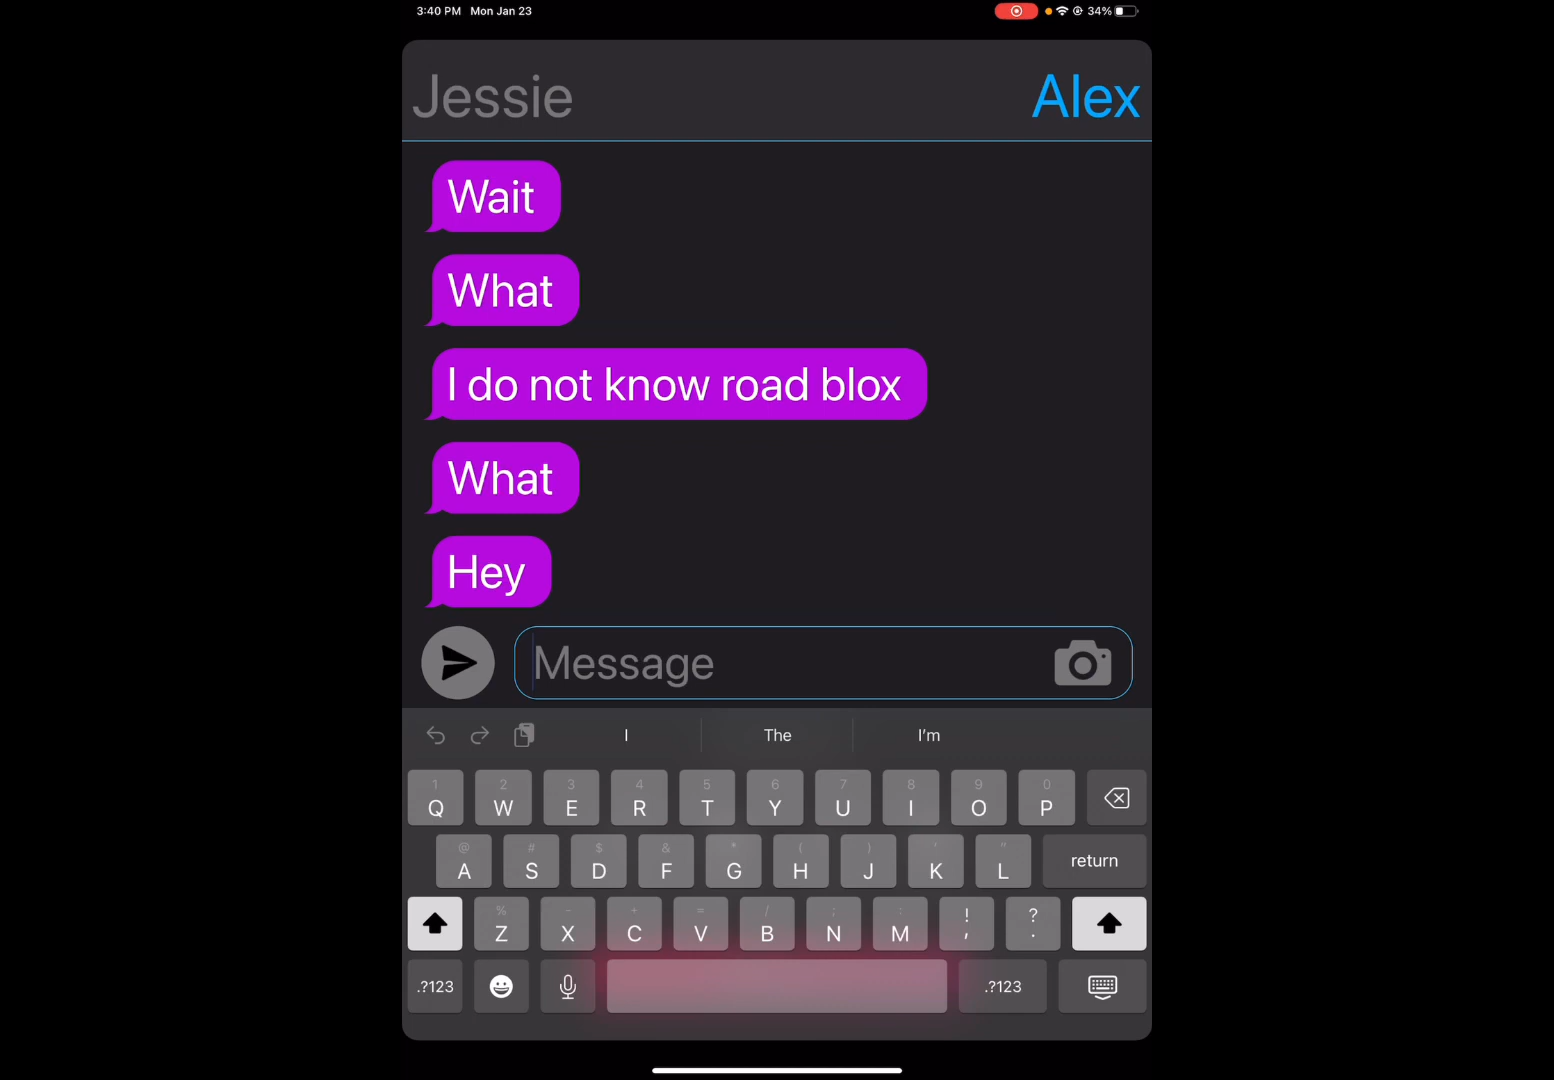 3:40 PM Mon Jan 23 34%
Jessie Alex
Wait
What
I do not know road blox
What
Hey
Message
I The I'm
1 2 3 4 5 6 7 8 9 0
Q W E R T Y U I O P
@ # $ & * ( ) ' "
A S D F G H J K L return
% - + = / ; : ! ?
Z X C V B N M , .
.?123 .?123